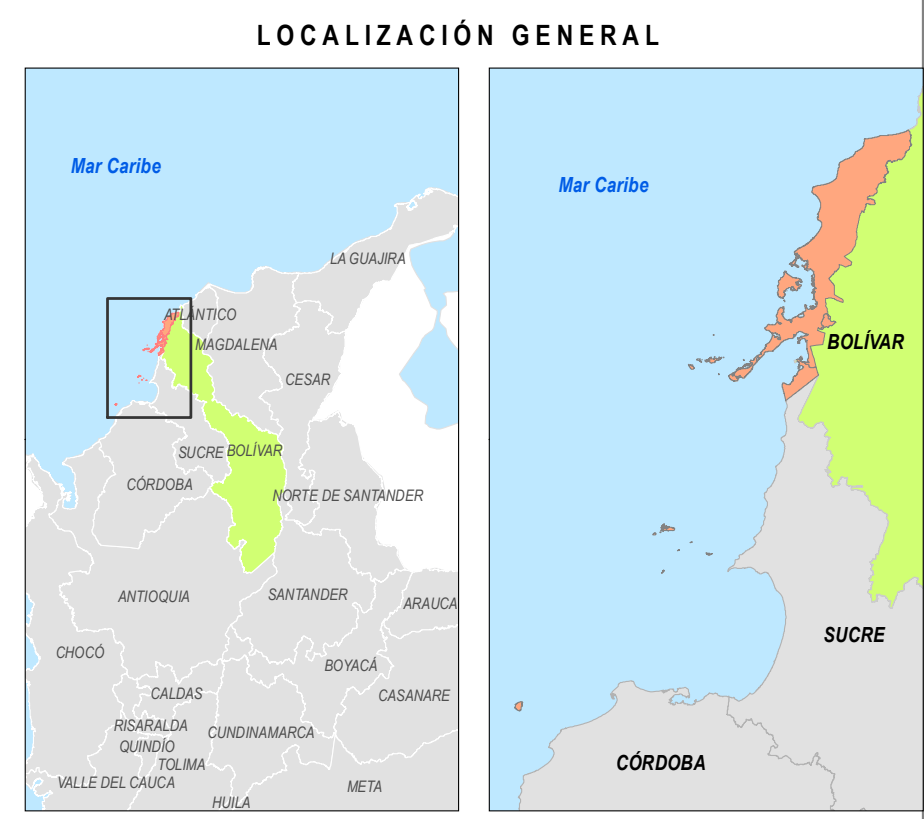 LOCALIZACIÓN GENERAL
Mar Caribe
LA GUAJIRA
ATLÁNTICO
MAGDALENA
CESAR
SUCRE
BOLÍVAR
CÓRDOBA
NORTE DE SANTANDER
ANTIOQUIA
SANTANDER
ARAUCA
CHOCÓ
BOYACÁ
CALDAS
CASANARE
RISARALDA
CUNDINAMARCA
QUINDÍO
TOLIMA
VALLE DEL CAUCA
META
HUILA
Mar Caribe
BOLÍVAR
SUCRE
CÓRDOBA